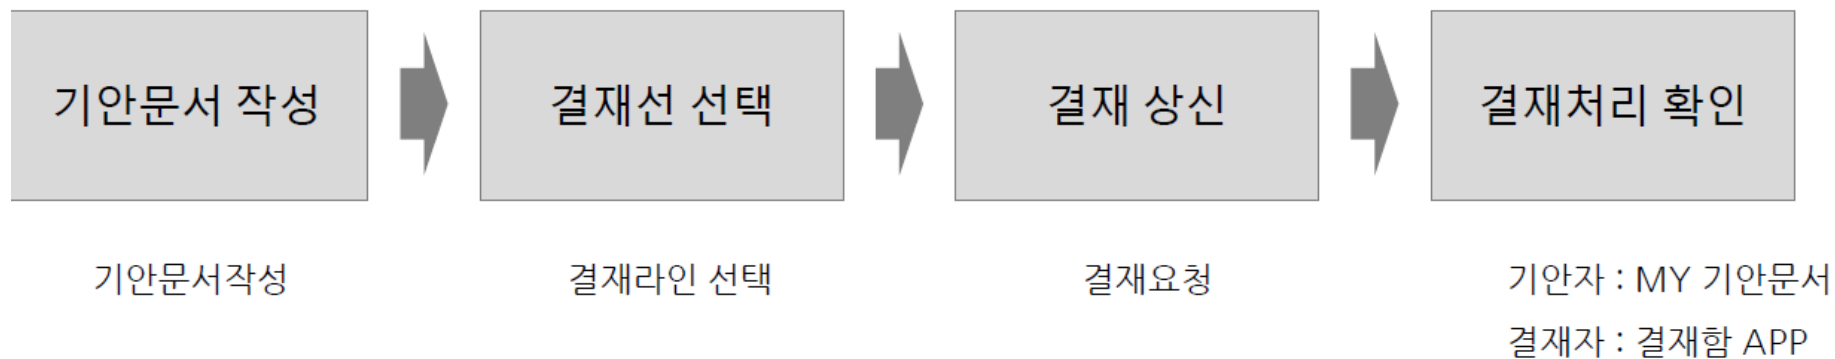 기안문서 작성
결재선 선택
결재 상신
결재처리 확인
기안문서작성
결재라인 선택
결재요청
기안자 : MY 기안문서
결재자 : 결재함 APP